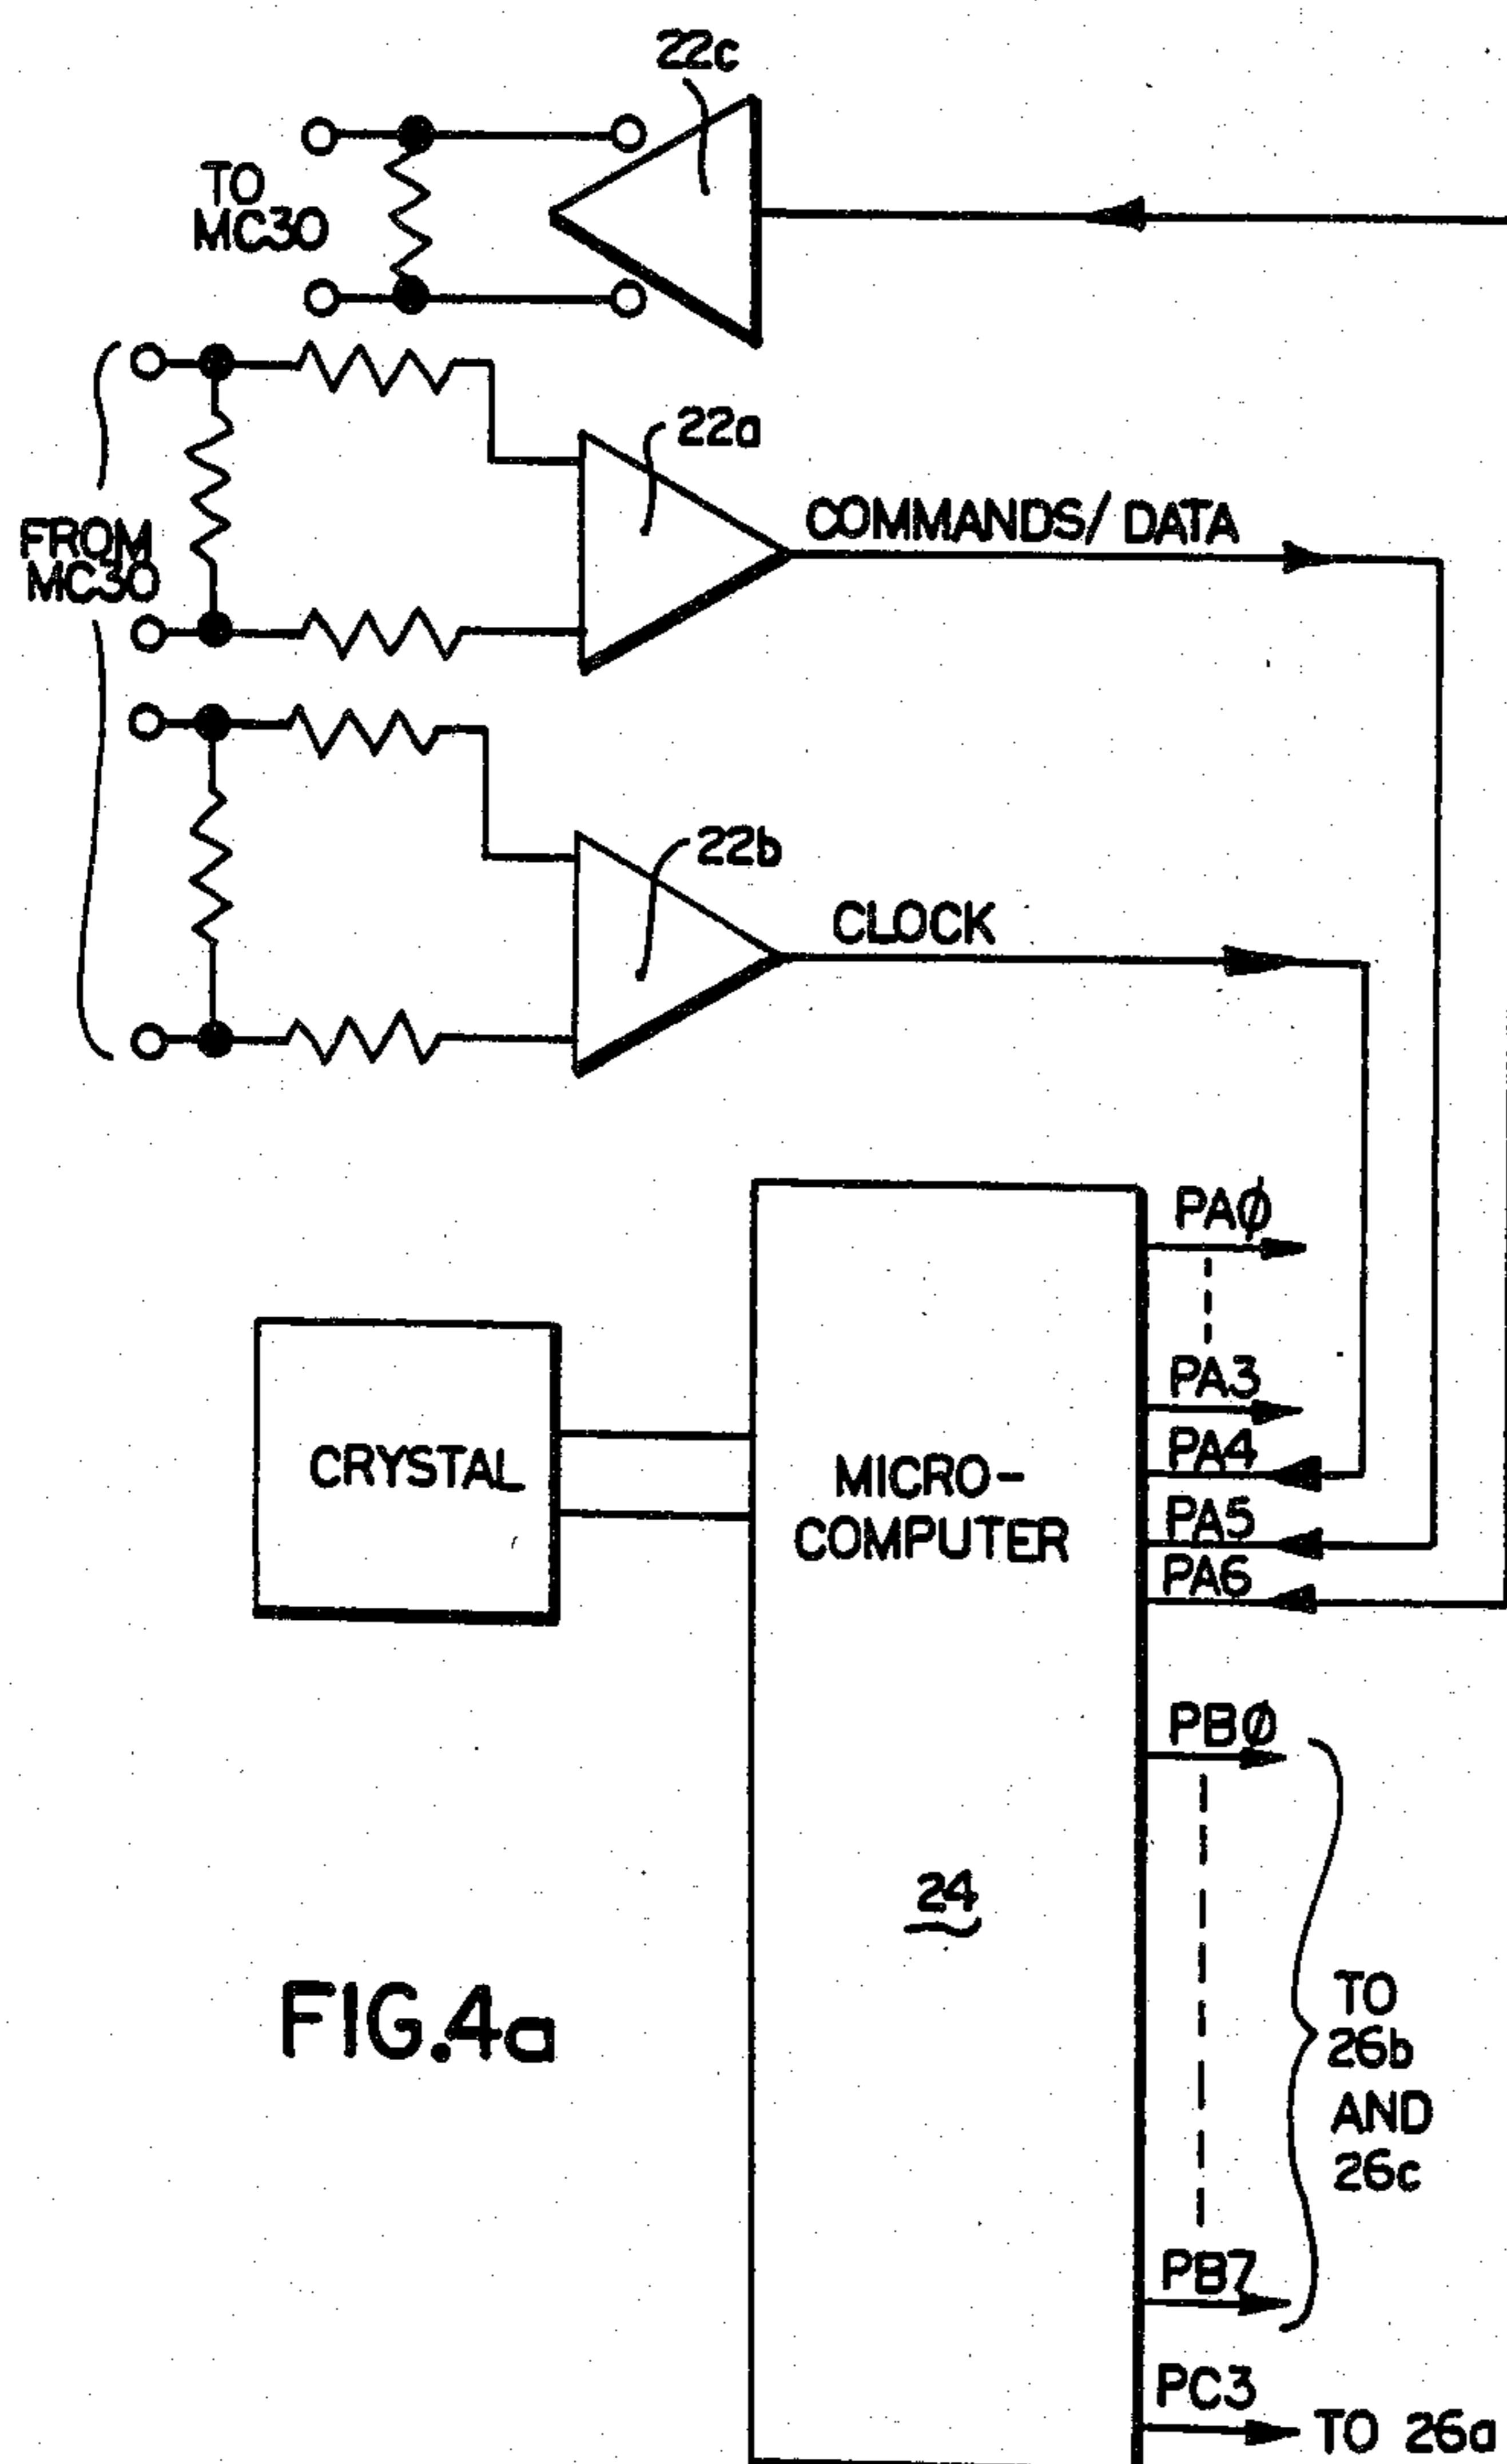 22c
TO
MC30
22a
COMMANDS/DATA
FROM
MC30
22b
CLOCK
PAØ
PA3
CRYSTAL
MICRO-
COMPUTER
PA4
PA5
PA6
PBØ
24
FIG.4a
TO
26b
AND
26c
PB7
PC3
TO 26a